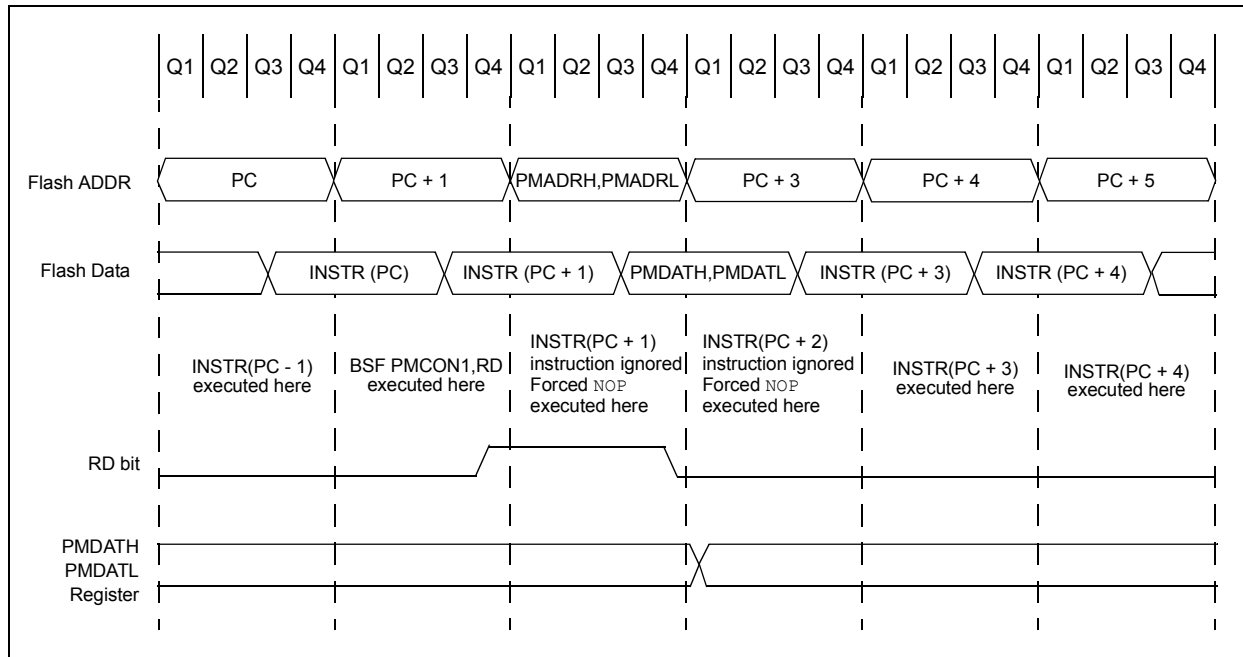 Q1 Q2 Q3 Q4 Q1 Q2 Q3 Q4 Q1 Q2 Q3 Q4 Q1 Q2 Q3 Q4 Q1 Q2 Q3 Q4 Q1 Q2 Q3 Q4
Flash ADDR PC PC + 1 PMADRH,PMADRL PC + 3 PC + 4 PC + 5
Flash Data INSTR (PC) INSTR (PC + 1) PMDATH,PMDATL INSTR (PC + 3) INSTR (PC + 4)
INSTR(PC - 1)
executed here
BSF PMCON1,RD
executed here
INSTR(PC + 1)
instruction ignored
Forced NOP
executed here
INSTR(PC + 2)
instruction ignored
Forced NOP
executed here
INSTR(PC + 3)
executed here
INSTR(PC + 4)
executed here
RD bit
PMDATH
PMDATL
Register